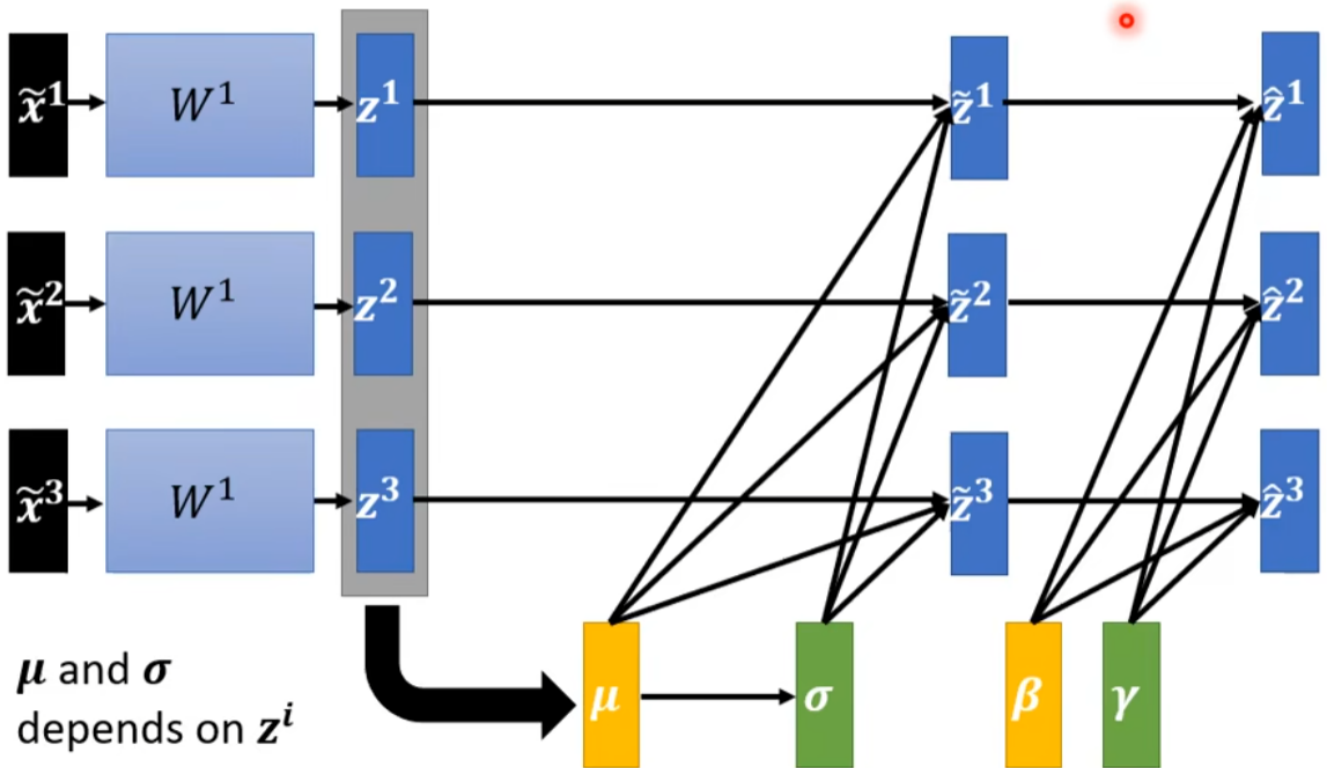 x̃¹ W¹ z¹ z̃¹ ẑ¹
x̃² W¹ z² z̃² ẑ²
x̃³ W¹ z³ z̃³ ẑ³
μ and σ
depends on zⁱ
μ σ β γ